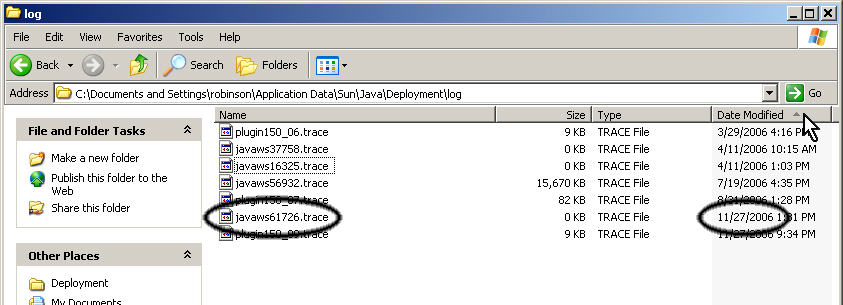 log
File Edit View Favorites Tools Help
Back Search Folders
Address C:\Documents and Settings\robinson\Application Data\Sun\Java\Deployment\log Go
File and Folder Tasks
Make a new folder
Publish this folder to the
Web
Share this folder
Other Places
Deployment
My Documents
Name Size Type Date Modified
plugin150_06.trace 9 KB TRACE File 3/29/2006 4:16 PM
javaws37758.trace 0 KB TRACE File 4/11/2006 10:15 AM
javaws16325.trace 0 KB TRACE File 4/11/2006 1:03 PM
javaws56932.trace 15,670 KB TRACE File 7/19/2006 4:35 PM
plugin150_07.trace 82 KB TRACE File 8/31/2006 1:28 PM
javaws61726.trace 0 KB TRACE File 11/27/2006 1:31 PM
plugin150_09.trace 9 KB TRACE File 11/27/2006 9:34 PM